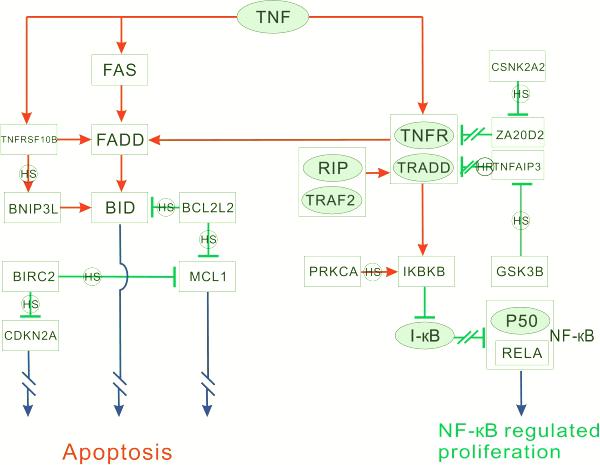 TNF
FAS
CSNK2A2
HS
TNFRSF10B
FADD
TNFR
ZA20D2
RIP
TRADD
HR
TNFAIP3
TRAF2
HS
BNIP3L
BID
HS
BCL2L2
HS
HS
PRKCA
HS
IKBKB
GSK3B
BIRC2
HS
MCL1
HS
CDKN2A
I-κB
P50
NF-κB
RELA
Apoptosis
NF-κB regulated
proliferation